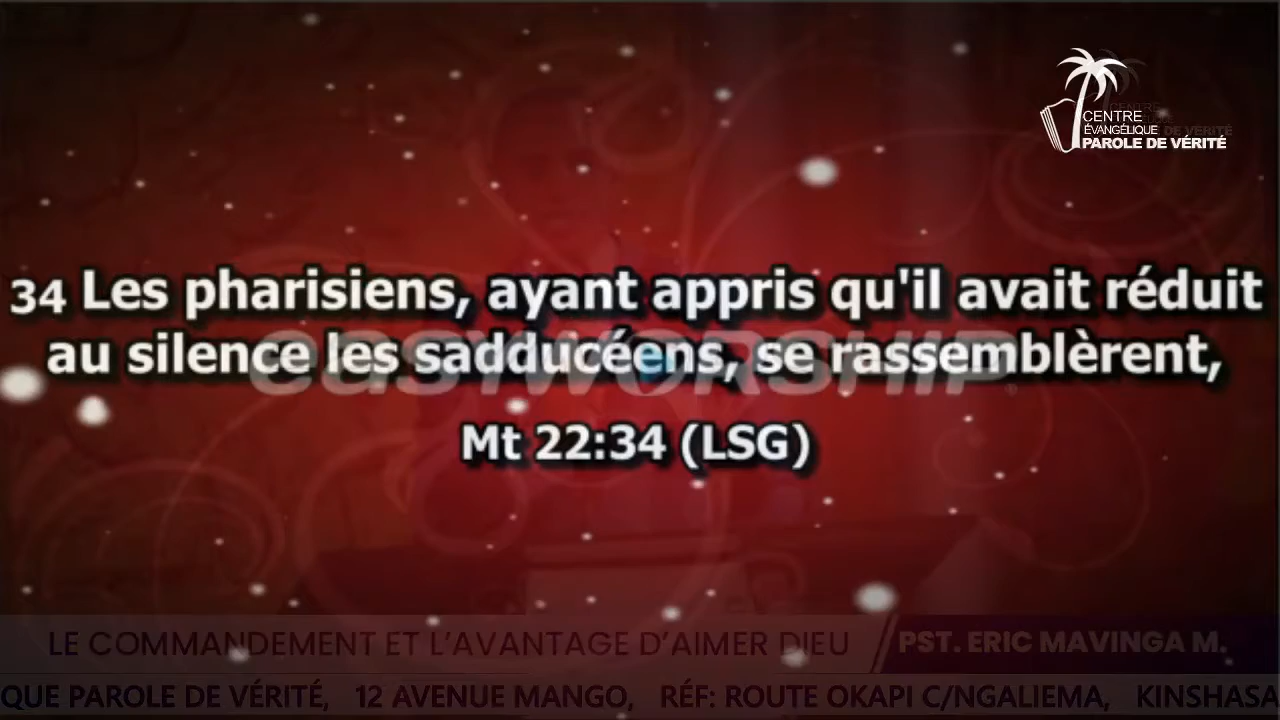 CENTRE
ÉVANGÉLIQUE
PAROLE DE VÉRITÉ
34 Les pharisiens, ayant appris qu'il avait réduit
au silence les sadducéens, se rassemblèrent,
easyworship
Mt 22:34 (LSG)
LE COMMANDEMENT ET L'AVANTAGE D'AIMER DIEU
PST. ERIC MAVINGA M.
QUE PAROLE DE VÉRITÉ, 12 AVENUE MANGO, RÉF: ROUTE OKAPI C/NGALIEMA, KINSHASA